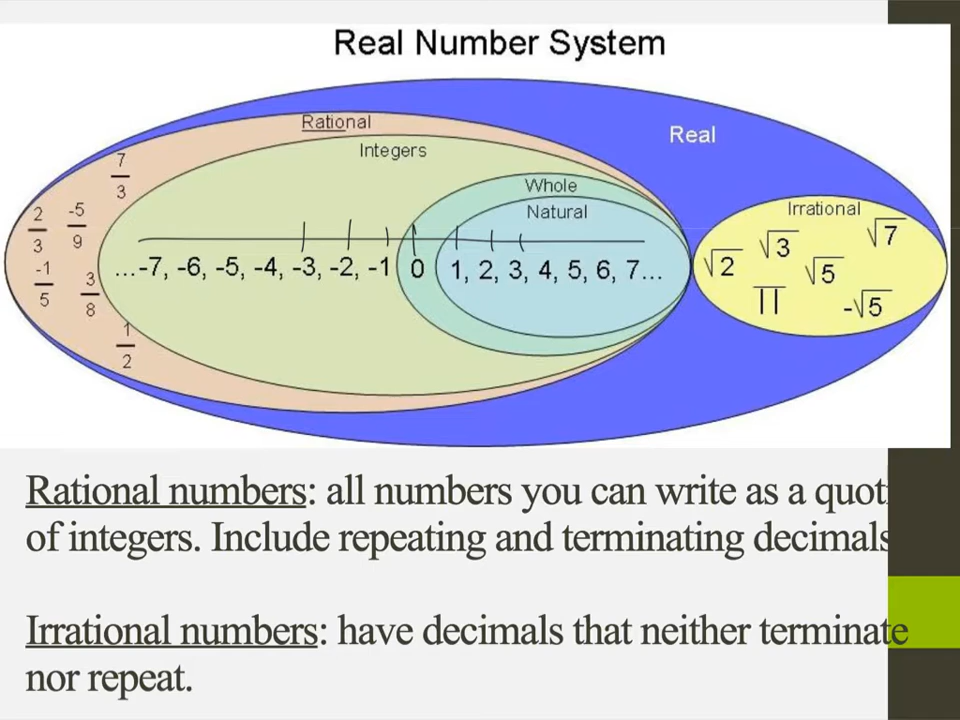 Real Number System
Rational
Real
Integers
7/3
Whole
Natural
Irrational
2/3
-5/9
√7
√3
√2
√5
...-7, -6, -5, -4, -3, -2, -1 0 1, 2, 3, 4, 5, 6, 7...
-1/5
3/8
∏
-√5
1/2
Rational numbers: all numbers you can write as a quoti
of integers. Include repeating and terminating decimals
Irrational numbers: have decimals that neither terminate
nor repeat.